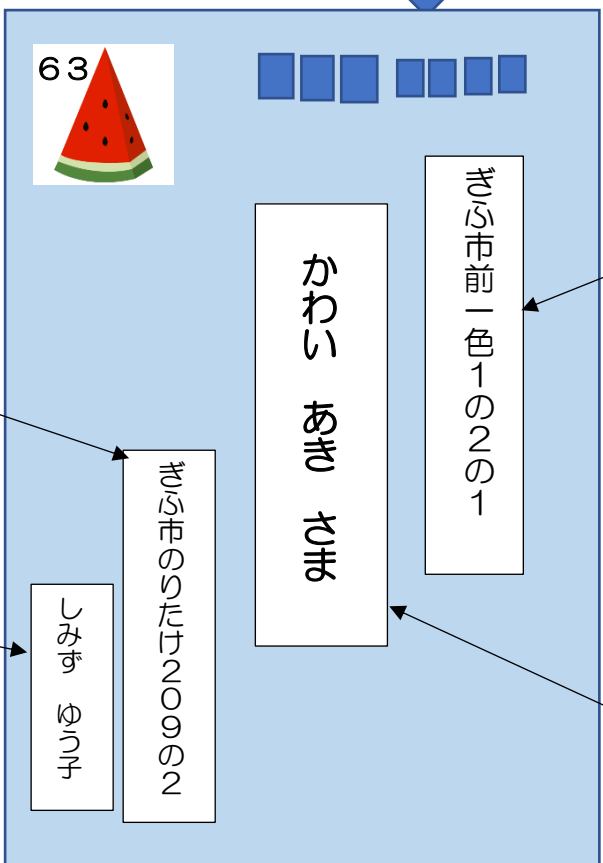 63
ぎふ市前一色1の2の1
かわい　あき　さま
ぎふ市のりたけ209の2
しみず　ゆう子